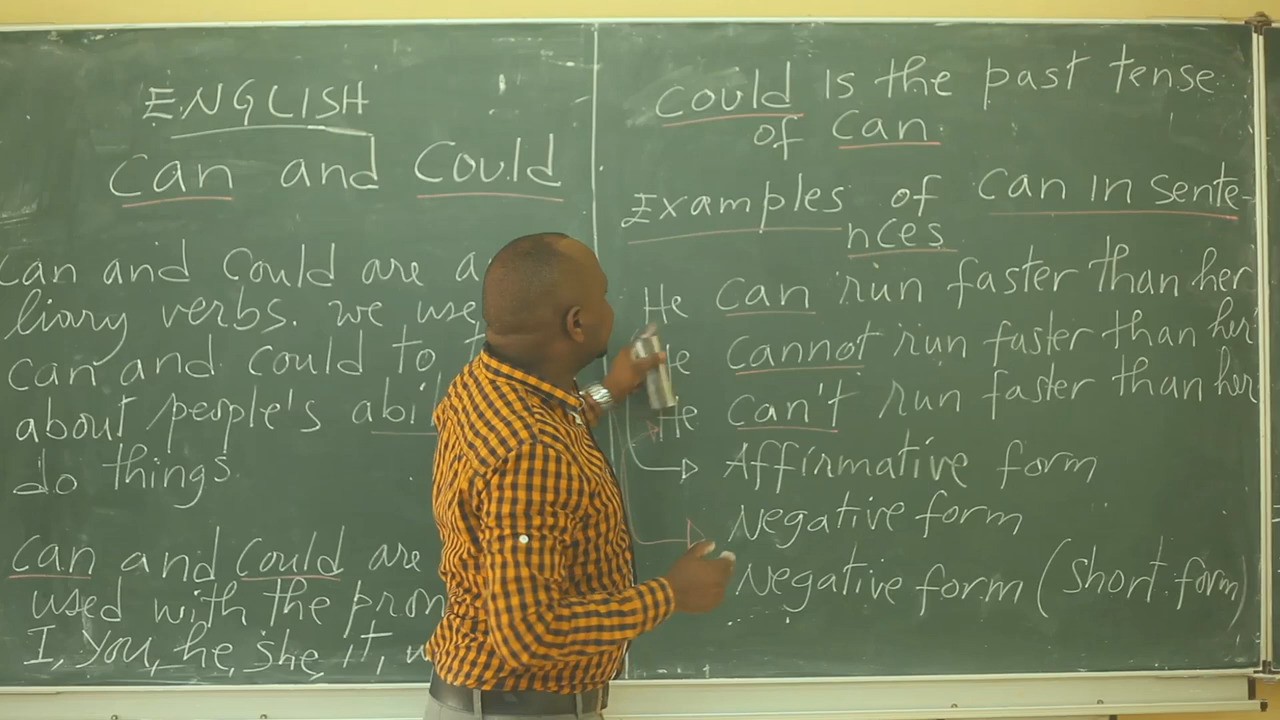 ENGLISH
can and could
can and could are a
liary verbs. we use
can and could to
about people's abi
do things
can and could are
used with the pron
I, you, he, she it,
could is the past tense
of can
Examples of can in sente-
nces
He can run faster than her
He cannot run faster than her
He can't run faster than her
Affirmative form
Negative form
Negative form (short form)